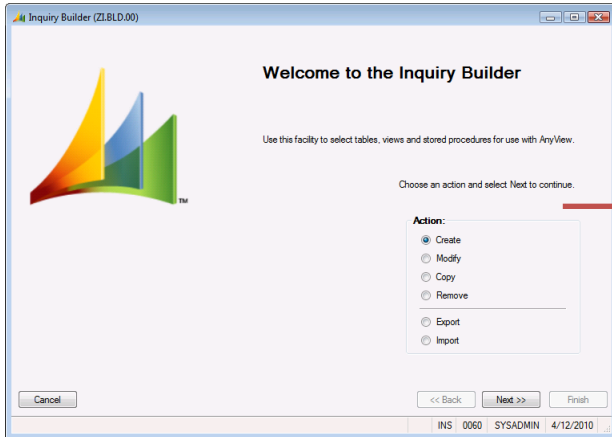 Inquiry Builder (ZI.BLD.00)
Welcome to the Inquiry Builder
Use this facility to select tables, views and stored procedures for use with AnyView.
Choose an action and select Next to continue.
Action:
Create
Modify
Copy
Remove
Export
Import
TM
Cancel
<< Back
Next >>
Finish
INS 0060 SYSADMIN 4/12/2010